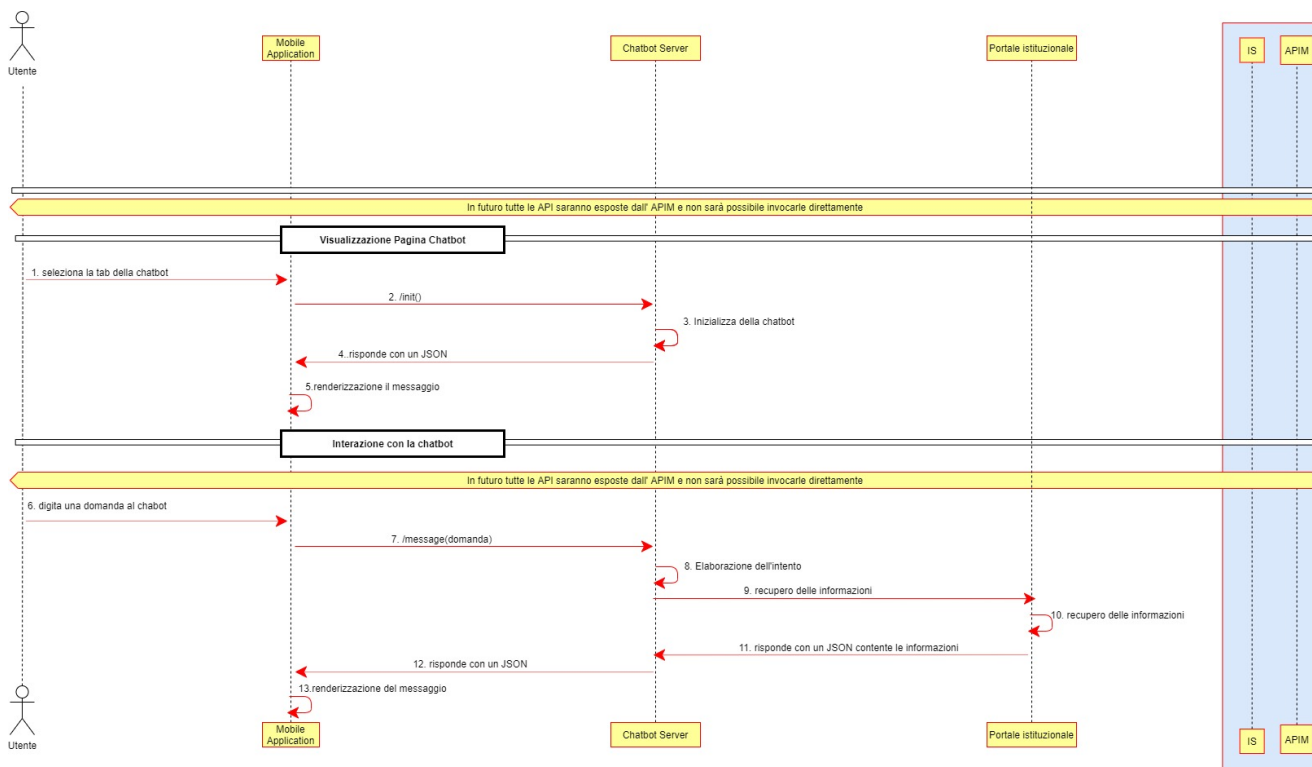 Utente
Mobile
Application
Chatbot Server
Portale istituzionale
IS
APIM
In futuro tutte le API saranno esposte dall' APIM e non sarà possibile invocarle direttamente
Visualizzazione Pagina Chatbot
1. seleziona la tab della chatbot
2. /init()
3. Inizializza della chatbot
4..risponde con un JSON
5.renderizzazione il messaggio
Interazione con la chatbot
In futuro tutte le API saranno esposte dall' APIM e non sarà possibile invocarle direttamente
6. digita una domanda al chabot
7. /message(domanda)
8. Elaborazione dell'intento
9. recupero delle informazioni
10. recupero delle informazioni
11. risponde con un JSON contente le informazioni
12. risponde con un JSON
13.renderizzazione del messaggio
Utente
Mobile
Application
Chatbot Server
Portale istituzionale
IS
APIM